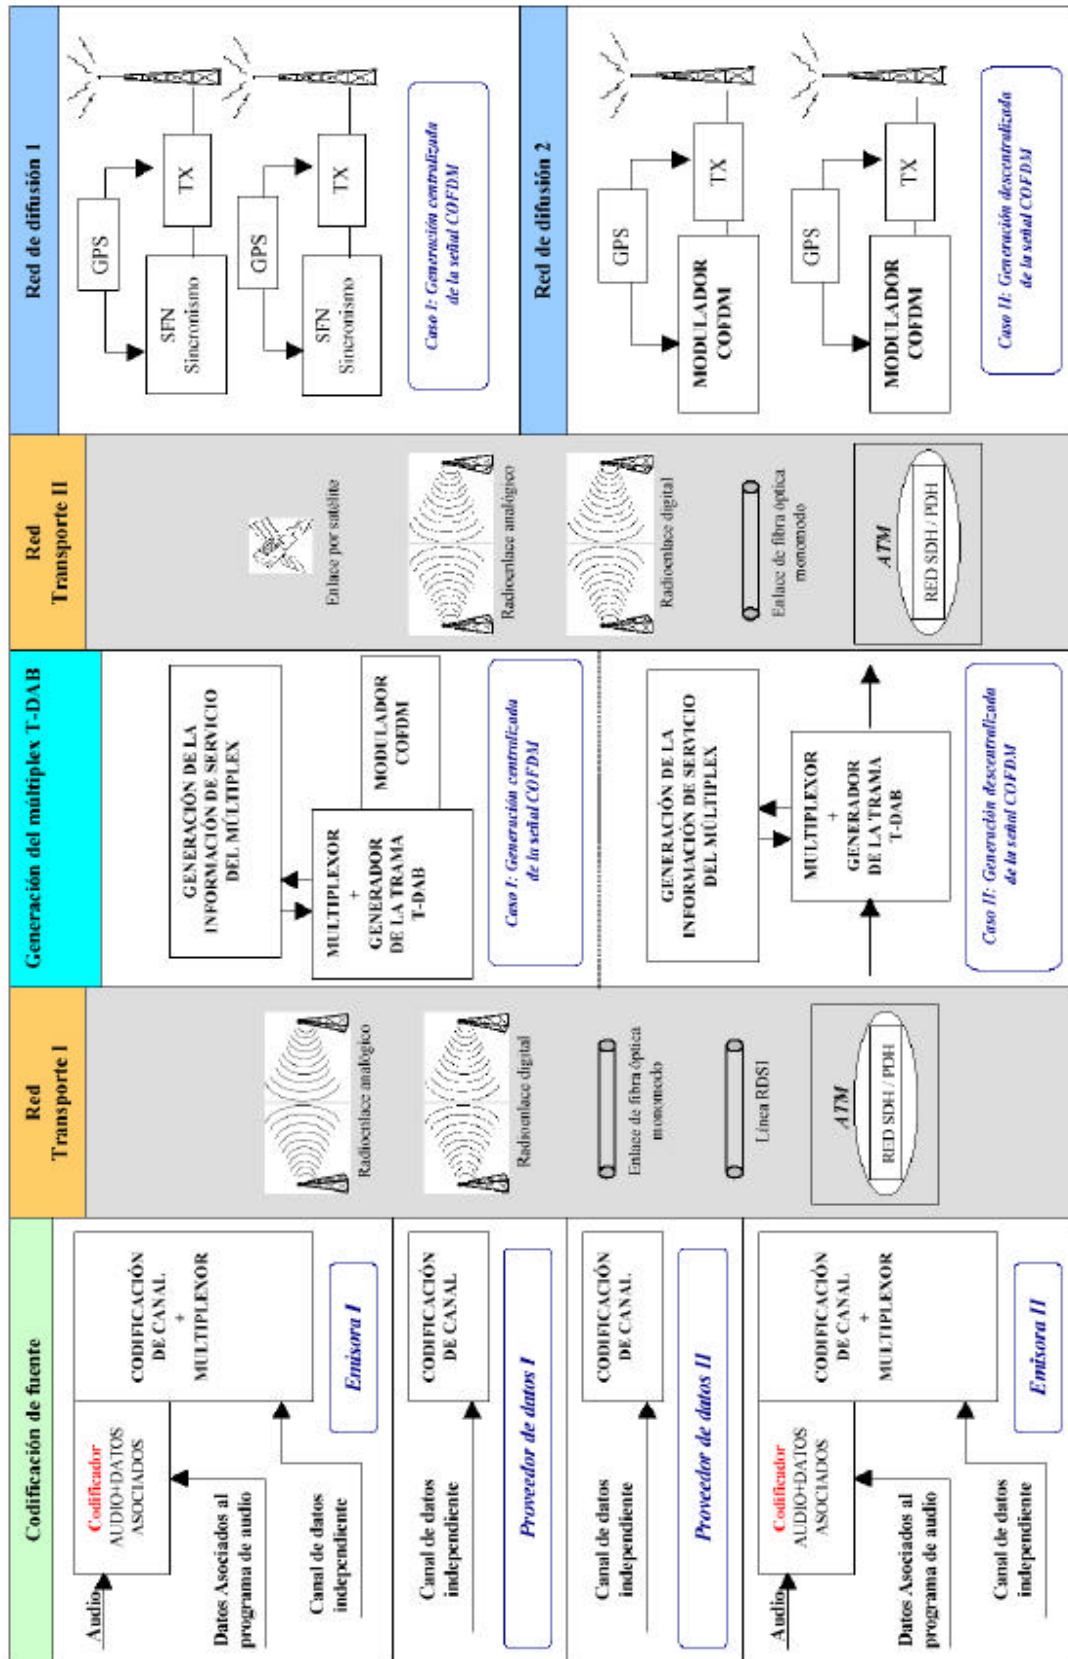 Codificación de fuente
Audio
Codificador
AUDIO+DATOS
ASOCIADOS
Datos Asociados al
programa de audio
Canal de datos
independiente
CODIFICACIÓN
DE CANAL
+
MULTIPLEXOR
Emisora I
Canal de datos
independiente
CODIFICACIÓN
DE CANAL
Proveedor de datos I
Canal de datos
independiente
CODIFICACIÓN
DE CANAL
Proveedor de datos II
Audio
Codificador
AUDIO+DATOS
ASOCIADOS
Datos Asociados al
programa de audio
Canal de datos
independiente
CODIFICACIÓN
DE CANAL
+
MULTIPLEXOR
Emisora II
Red
Transporte I
Radioenlace analógico
Radioenlace digital
Enlace de fibra óptica
monomodo
Línea RDSI
ATM
RED SDH / PDH
Generación del múltiplex T-DAB
GENERACIÓN DE LA
INFORMACIÓN DE SERVICIO
DEL MÚLTIPLEX
MULTIPLEXOR
+
GENERADOR
DE LA TRAMA
T-DAB
MODULADOR
COFDM
Caso I: Generación centralizada
de la señal COFDM
GENERACIÓN DE LA
INFORMACIÓN DE SERVICIO
DEL MÚLTIPLEX
MULTIPLEXOR
+
GENERADOR
DE LA TRAMA
T-DAB
Caso II: Generación descentralizada
de la señal COFDM
Red
Transporte II
Enlace por satélite
Radioenlace analógico
Radioenlace digital
Enlace de fibra óptica
monomodo
ATM
RED SDH / PDH
Red de difusión 1
GPS
SFN
Sincronismo
TX
GPS
SFN
Sincronismo
TX
Caso I: Generación centralizada
de la señal COFDM
Red de difusión 2
GPS
MODULADOR
COFDM
TX
GPS
MODULADOR
COFDM
TX
Caso II: Generación descentralizada
de la señal COFDM